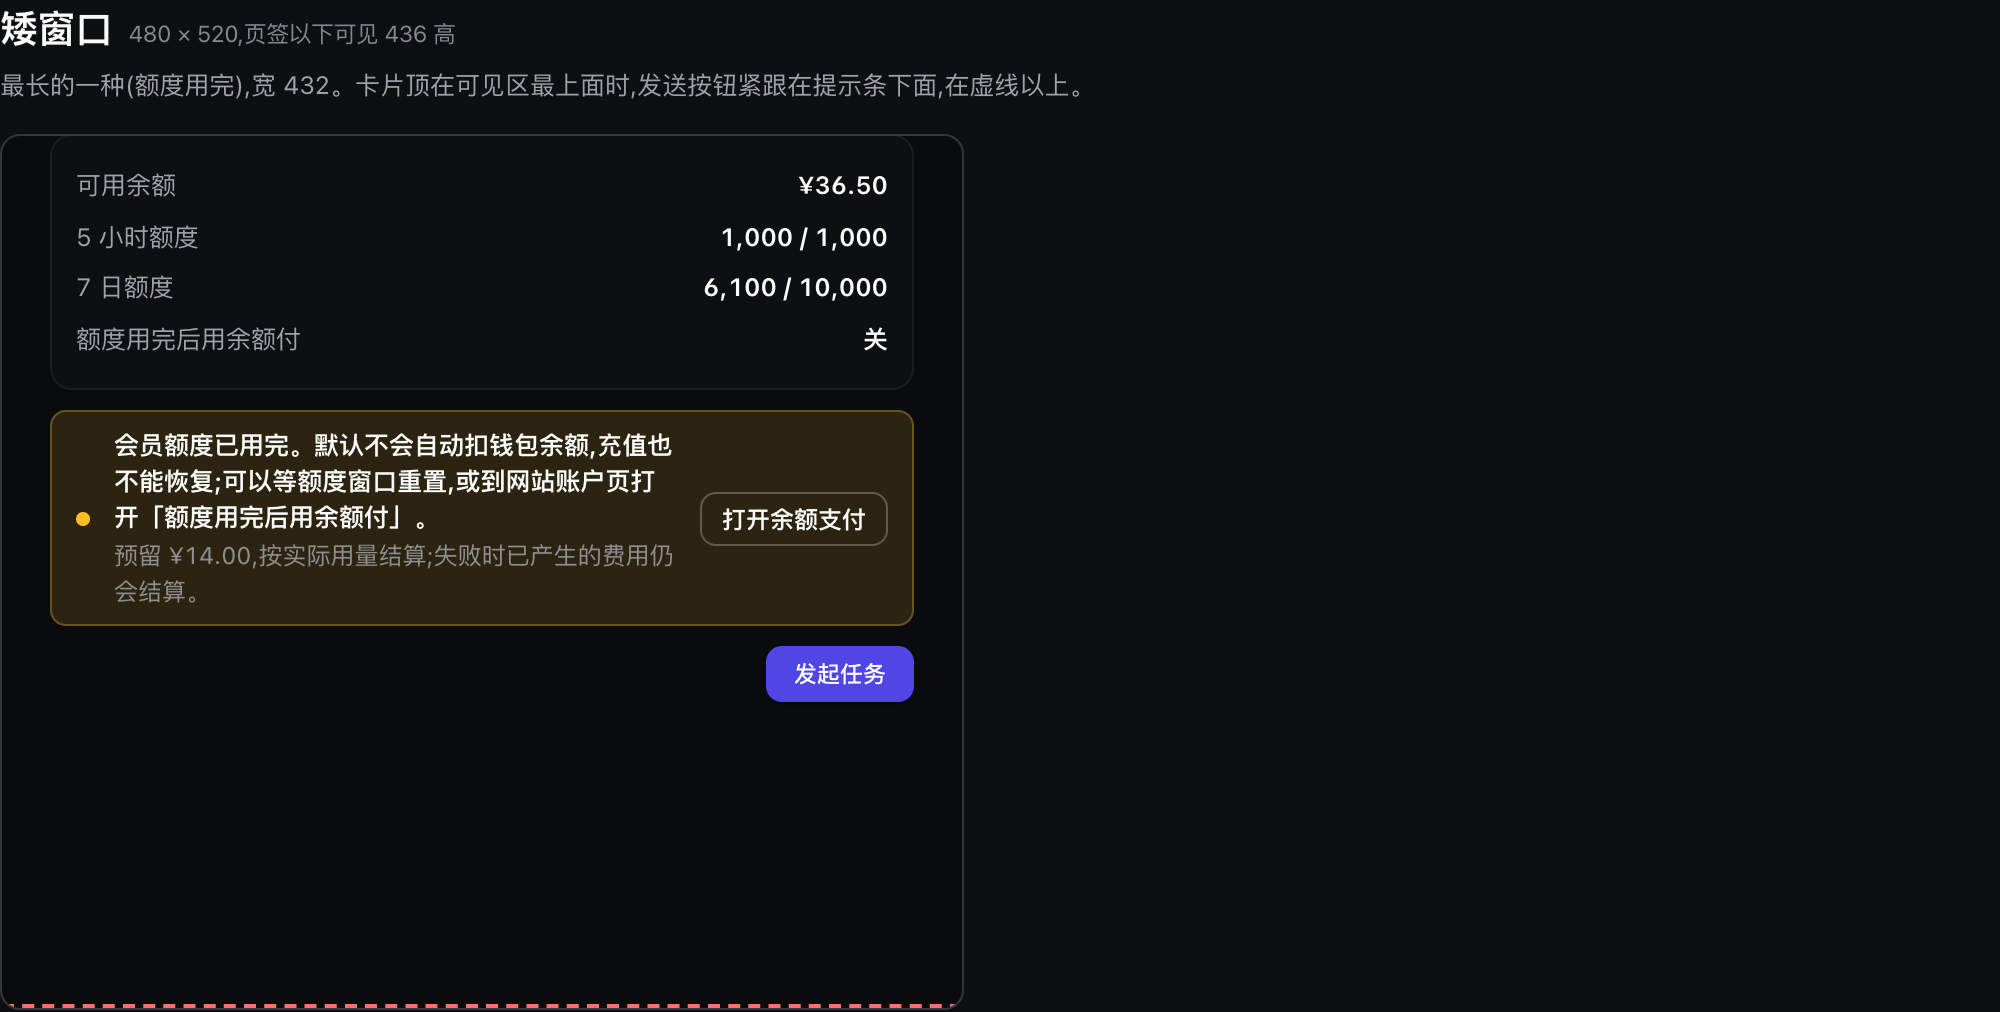 矮窗口 480 × 520,页签以下可见 436 高
最长的一种(额度用完),宽 432。卡片顶在可见区最上面时,发送按钮紧跟在提示条下面,在虚线以上。
可用余额 ¥36.50
5 小时额度 1,000 / 1,000
7 日额度 6,100 / 10,000
额度用完后用余额付 关
会员额度已用完。默认不会自动扣钱包余额,充值也
不能恢复;可以等额度窗口重置,或到网站账户页打
开「额度用完后用余额付」。
预留 ¥14.00,按实际用量结算;失败时已产生的费用仍
会结算。
打开余额支付
发起任务